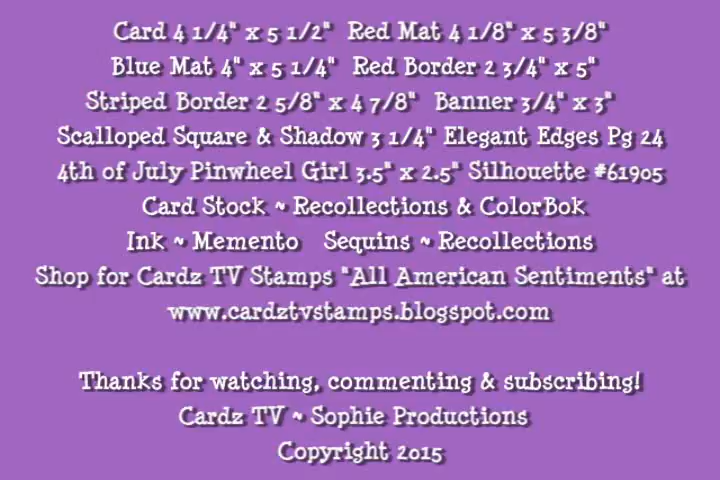 Card 4 1/4" x 5 1/2" Red Mat 4 1/8" x 5 3/8"
Blue Mat 4" x 5 1/4" Red Border 2 3/4" x 5"
Striped Border 2 5/8" x 4 7/8" Banner 3/4" x 3"
Scalloped Square & Shadow 3 1/4" Elegant Edges Pg 24
4th of July Pinwheel Girl 3.5" x 2.5" Silhouette #61905
Card Stock ~ Recollections & ColorBok
Ink ~ Memento Sequins ~ Recollections
Shop for Cardz TV Stamps "All American Sentiments" at
www.cardztvstamps.blogspot.com
Thanks for watching, commenting & subscribing!
Cardz TV ~ Sophie Productions
Copyright 2015